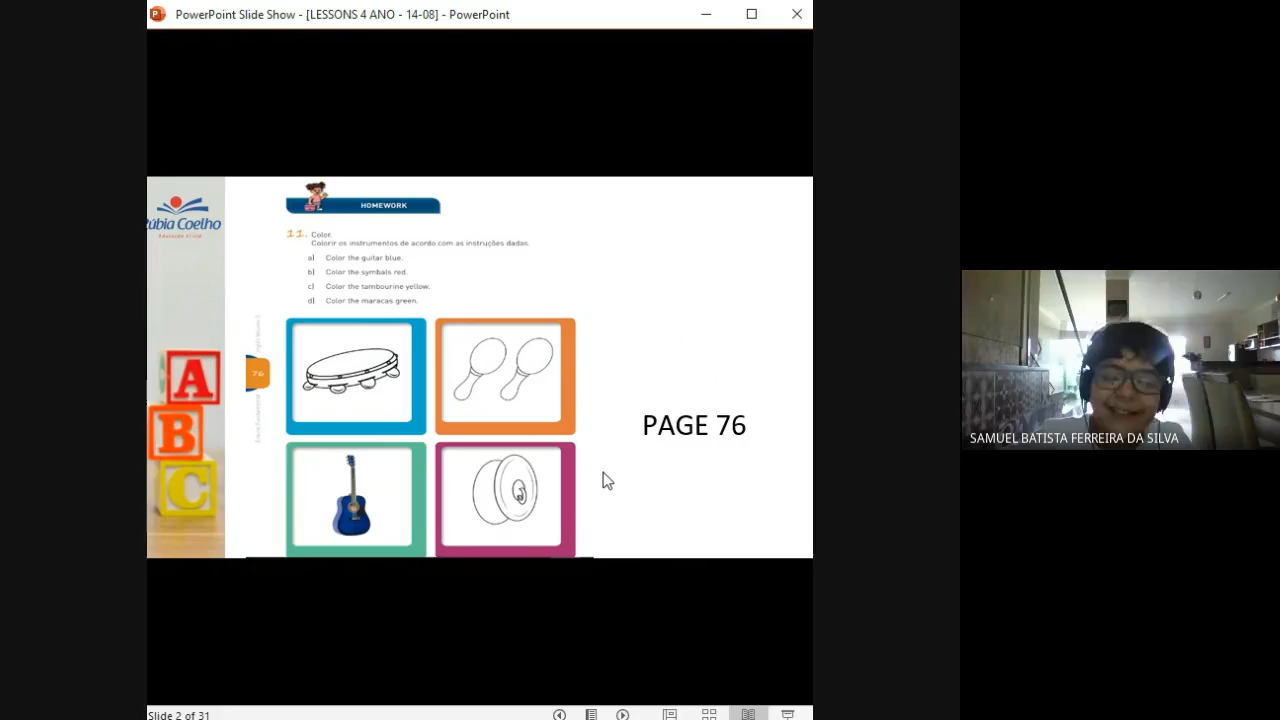 PowerPoint Slide Show - [LESSONS 4 ANO - 14-08] - PowerPoint
Rúbia Coelho
HOMEWORK
11. Color.
Colorir os instrumentos de acordo com as instruções dadas.
a) Color the guitar blue.
b) Color the symbals red.
c) Color the tambourine yellow.
d) Color the maracas green.
76
PAGE 76
A
B
C
SAMUEL BATISTA FERREIRA DA SILVA
Slide 2 of 31